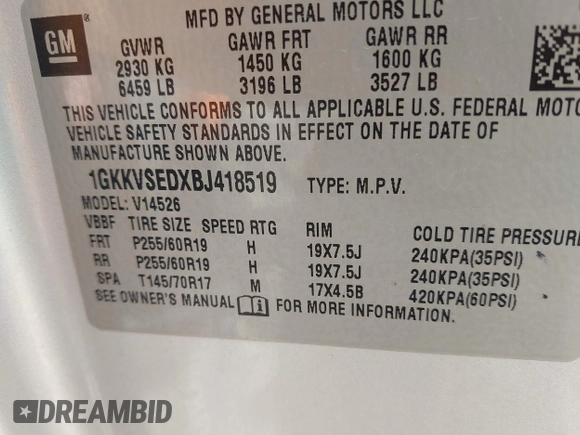 MFD BY GENERAL MOTORS LLC
GM
GVWR GAWR FRT GAWR RR
2930 KG 1450 KG 1600 KG
6459 LB 3196 LB 3527 LB
THIS VEHICLE CONFORMS TO ALL APPLICABLE U.S. FEDERAL MOTO
VEHICLE SAFETY STANDARDS IN EFFECT ON THE DATE OF
MANUFACTURE SHOWN ABOVE.
1GKKVSEDXBJ418519 TYPE: M.P.V.
MODEL: V14526
VBBF TIRE SIZE SPEED RTG RIM COLD TIRE PRESSURE
FRT P255/60R19 H 19X7.5J 240KPA(35PSI)
RR P255/60R19 H 19X7.5J 240KPA(35PSI)
SPA T145/70R17 M 17X4.5B 420KPA(60PSI)
SEE OWNER'S MANUAL FOR MORE INFORMATION.
DREAMBID